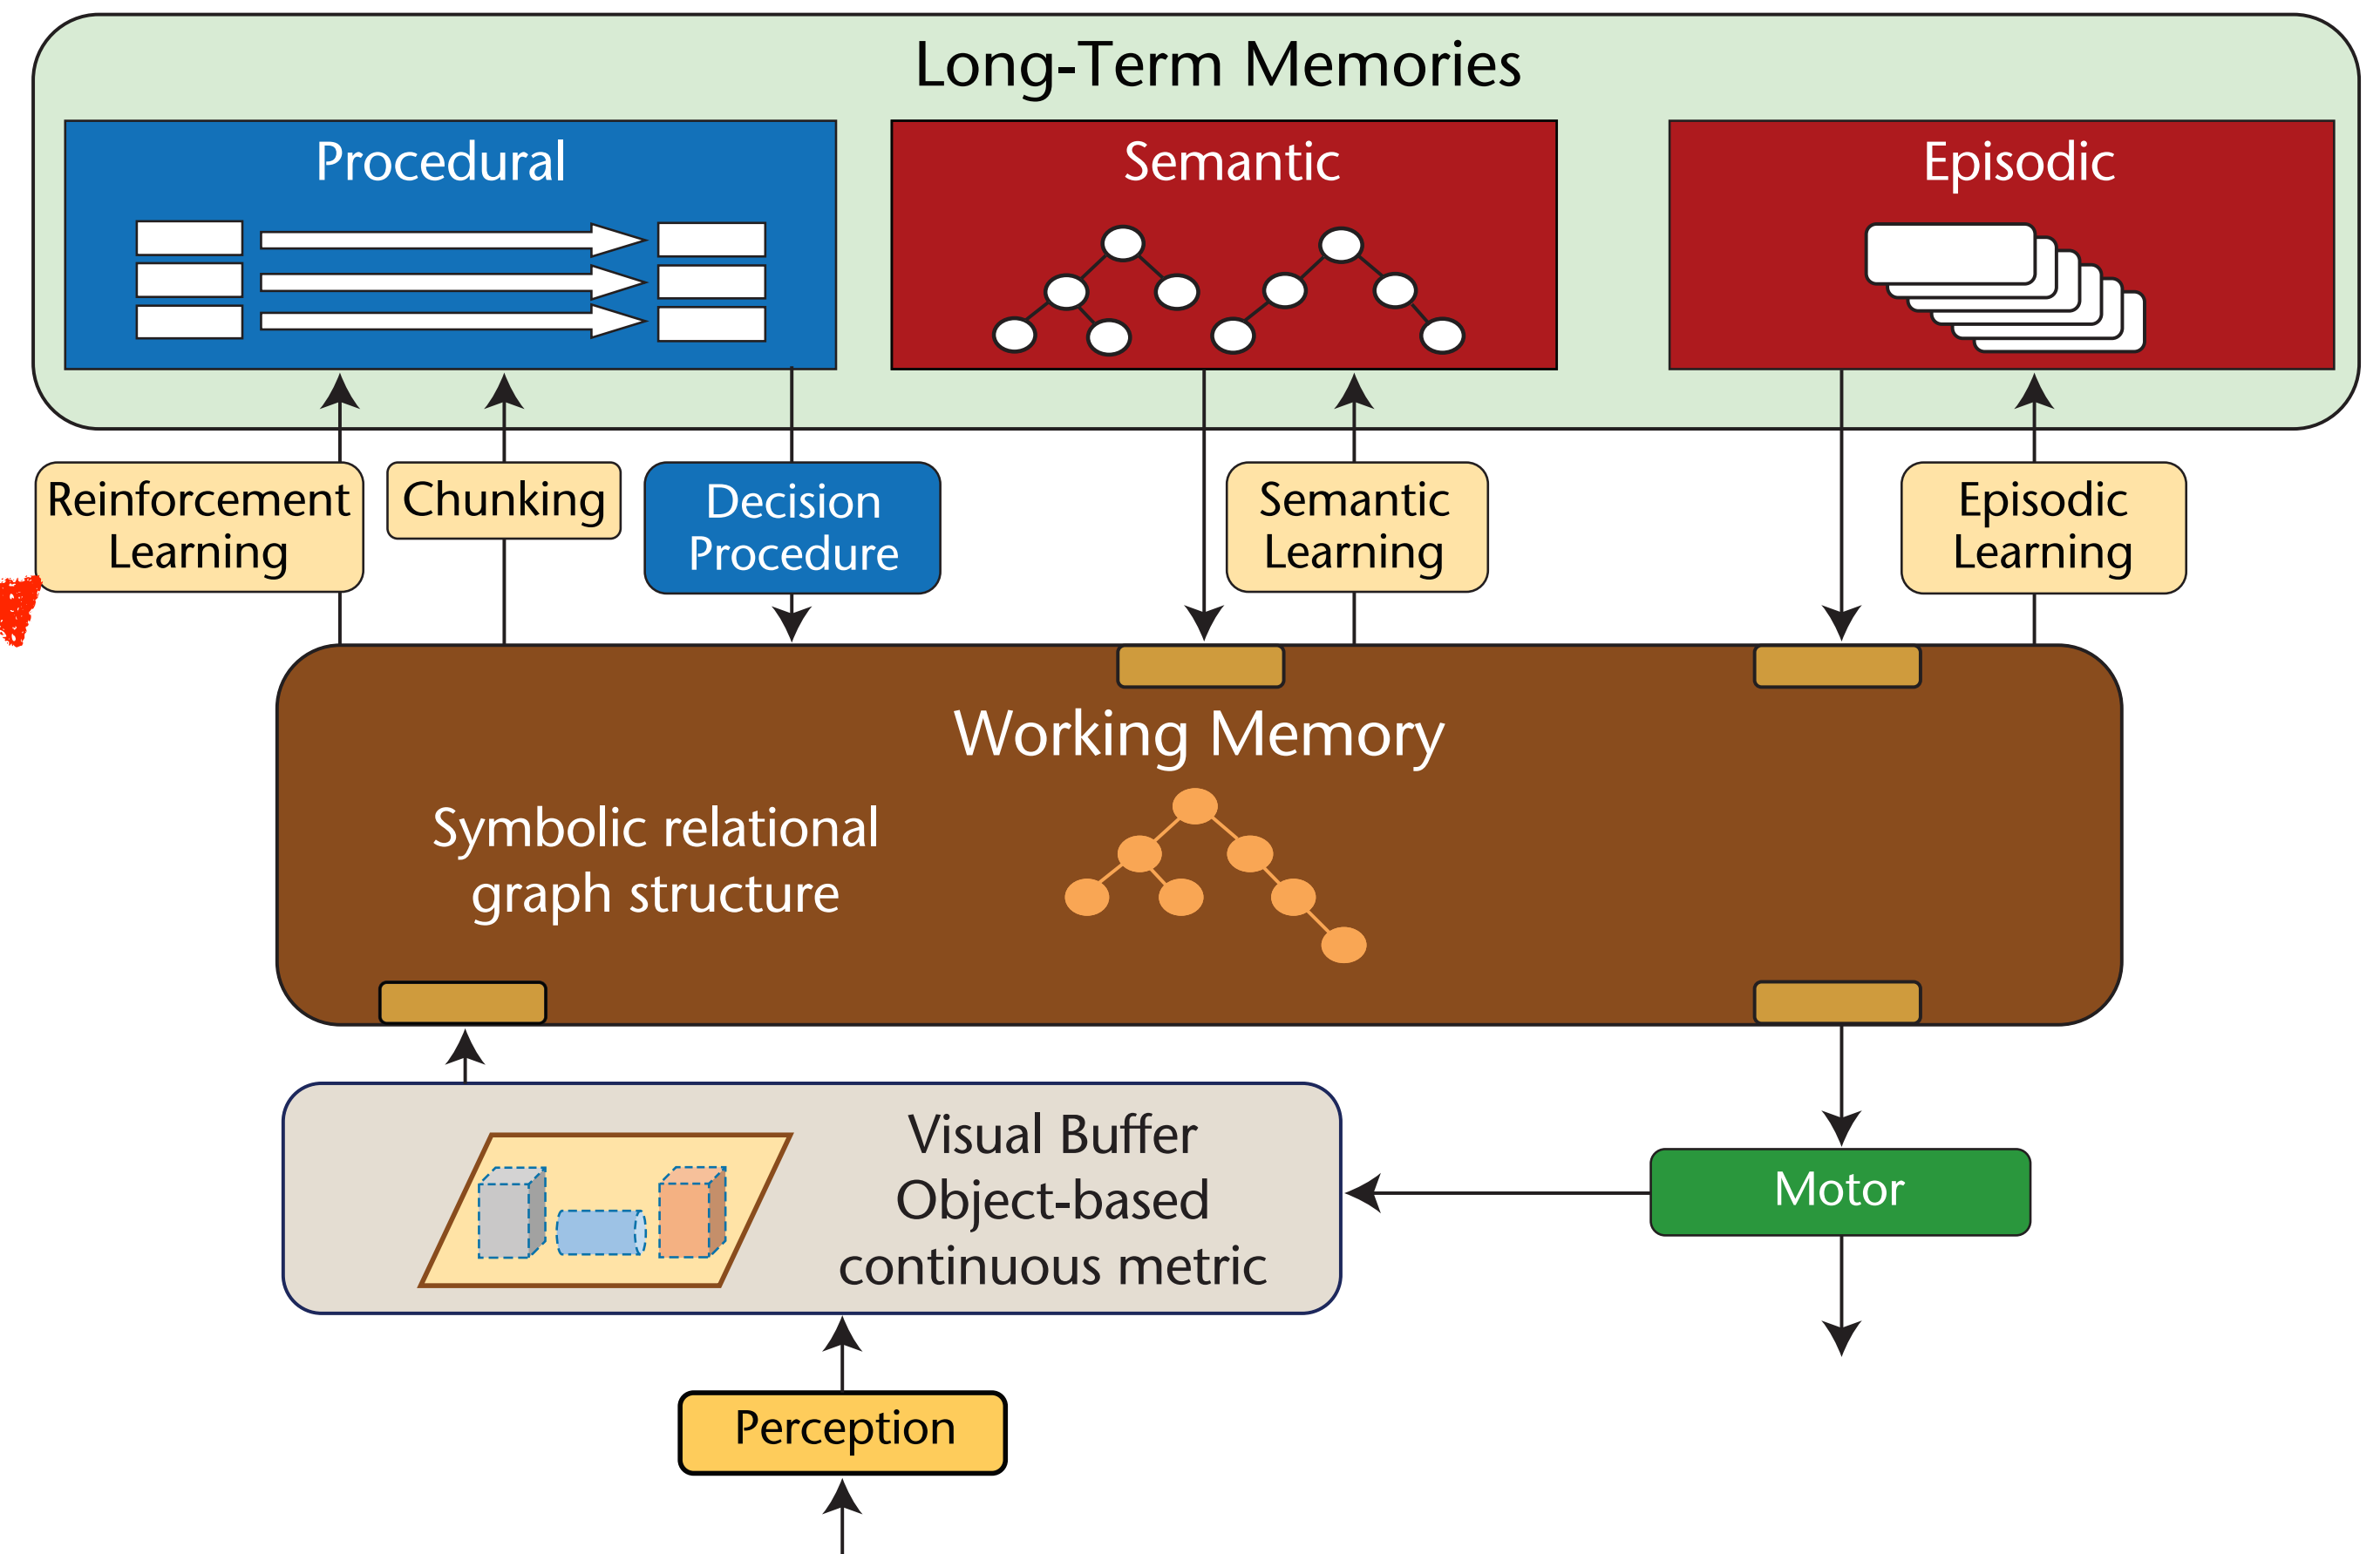 Long-Term Memories
Procedural
Semantic
Episodic
Reinforcement
Learning
Chunking
Decision
Procedure
Semantic
Learning
Episodic
Learning
Working Memory
Symbolic relational
graph structure
Visual Buffer
Object-based
continuous metric
Motor
Perception